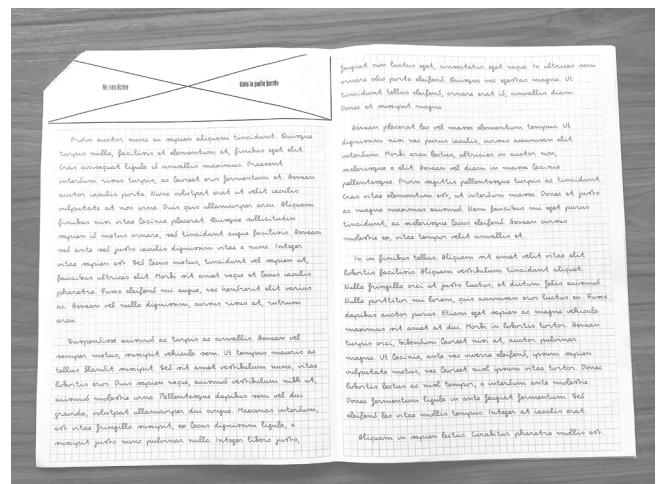 Ne rien écrire
dans la partie barrée
Proin auctor nunc eu sapien aliquam tincidunt. Quisque
turpis nulla, facilisis et elementum et, finibus eget elit.
Cras consequat ligula id convallis maximus. Praesent
interdum risus turpis, ac laoreet eros fermentum et. Aenean
auctor iaculis porta. Nunc volutpat erat at velit iaculis
vulputate at non urna. Duis quis ullamcorper arcu. Aliquam
finibus nisi vitae lacinia placerat. Quisque sollicitudin
sapien id metus ornare, sed tincidunt augue facilisis. Aenean
sed ante sed justo iaculis dignissim vitae a nunc. Integer
vitae sapien est. Sed lacus metus, tincidunt vel sapien ut,
faucibus ultrices elit. Morbi sit amet neque et lacus iaculis
pharetra. Fusce eleifend mi augue, nec hendrerit elit varius
ac. Aenean vel nulla dignissim, cursus risus at, rutrum
arcu.
Suspendisse euismod ac turpis ac convallis. Aenean vel
semper metus, suscipit vehicula sem. Ut tempus mauris ac
tellus blandit suscipit. Sed sit amet vestibulum nunc, vitae
lobortis eros. Duis sapien neque, euismod vestibulum nibh ut,
euismod molestie urna. Pellentesque dapibus sem vel dui
gravida, volutpat ullamcorper dui congue. Maecenas interdum,
est vitae fringilla suscipit, ex lacus dignissim ligula, a
suscipit justo nunc pulvinar nulla. Integer libero justo,
feugiat non luctus eget, consectetur eget neque. In ultrices sem
ornare odio porta eleifend. Quisque nec egestas magna. Ut
tincidunt tellus eleifend, ornare erat id, convallis diam.
Donec et suscipit magna.
Aenean placerat leo vel massa elementum tempus. Ut
dignissim nisi nec purus iaculis, cursus accumsan elit
interdum. Morbi arcu lectus, ultricies in auctor non,
scelerisque a elit. Aenean vel diam in massa lacinia
pellentesque. Proin sagittis pellentesque turpis ac tincidunt.
Cras vitae elementum est, ut interdum massa. Donec et justo
ac magna maximus euismod. Nam faucibus mi eget purus
tincidunt, ac scelerisque lacus eleifend. Aenean cursus
molestie ex, vitae tempor velit convallis et.
In in finibus tellus. Aliquam sit amet velit vitae elit
lobortis facilisis. Aliquam vestibulum tincidunt aliquet.
Nulla fringilla orci ut justo luctus, et dictum felis euismod.
Nulla porttitor mi lorem, quis accumsan eros luctus eu. Fusce
dapibus auctor purus. Etiam eget sapien ac magna vehicula
maximus sit amet at dui. Morbi in lobortis tortor. Aenean
turpis orci, bibendum laoreet nisi at, auctor pulvinar
magna. Ut lacinia, ante nec viverra eleifend, ipsum sapien
vulputate metus, nec laoreet nisl ipsum vitae tortor. Donec
lobortis lectus ac nisl tempor, a interdum ante molestie.
Donec fermentum ligula in ante feugiat fermentum. Sed
eleifend leo vitae mollis tempus. Integer at iaculis erat.
Aliquam in sapien lectus. Curabitur pharetra mollis est.